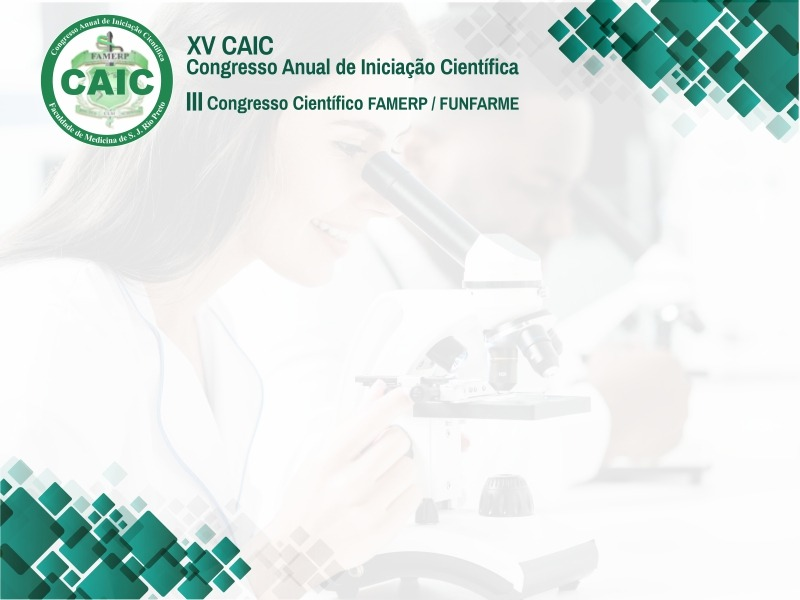 Congresso Anual de Iniciação Científica
FAMERP
CAIC
Faculdade de Medicina de S. J. Rio Preto
XV CAIC
Congresso Anual de Iniciação Científica
III Congresso Científico FAMERP / FUNFARME